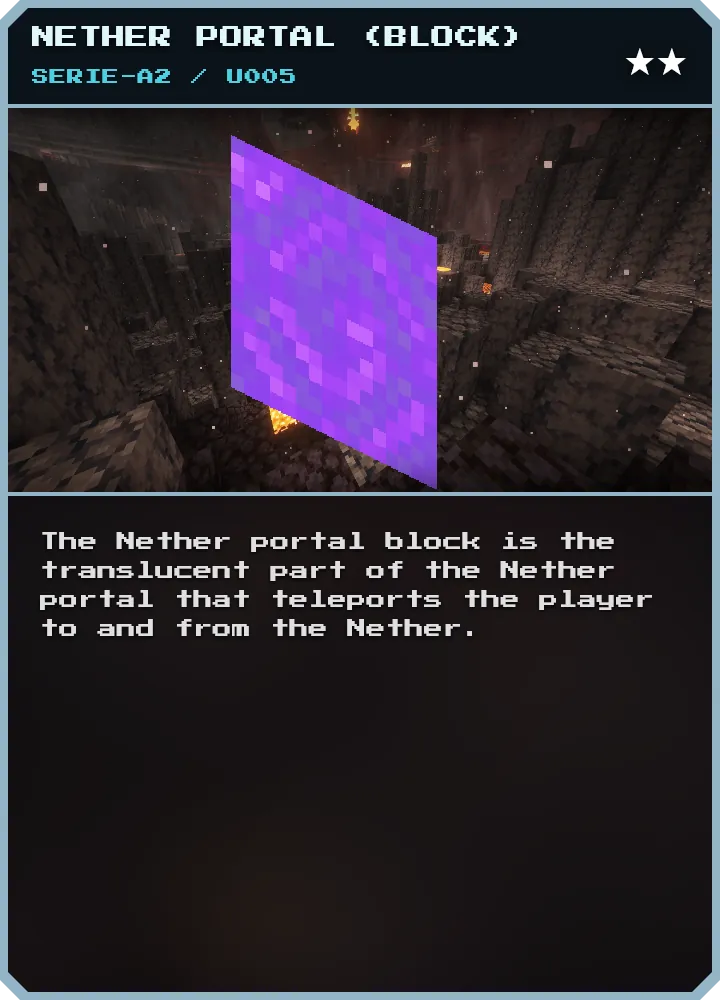 NETHER PORTAL (BLOCK)
SERIE-A2 / U005
★★
The Nether portal block is the
translucent part of the Nether
portal that teleports the player
to and from the Nether.